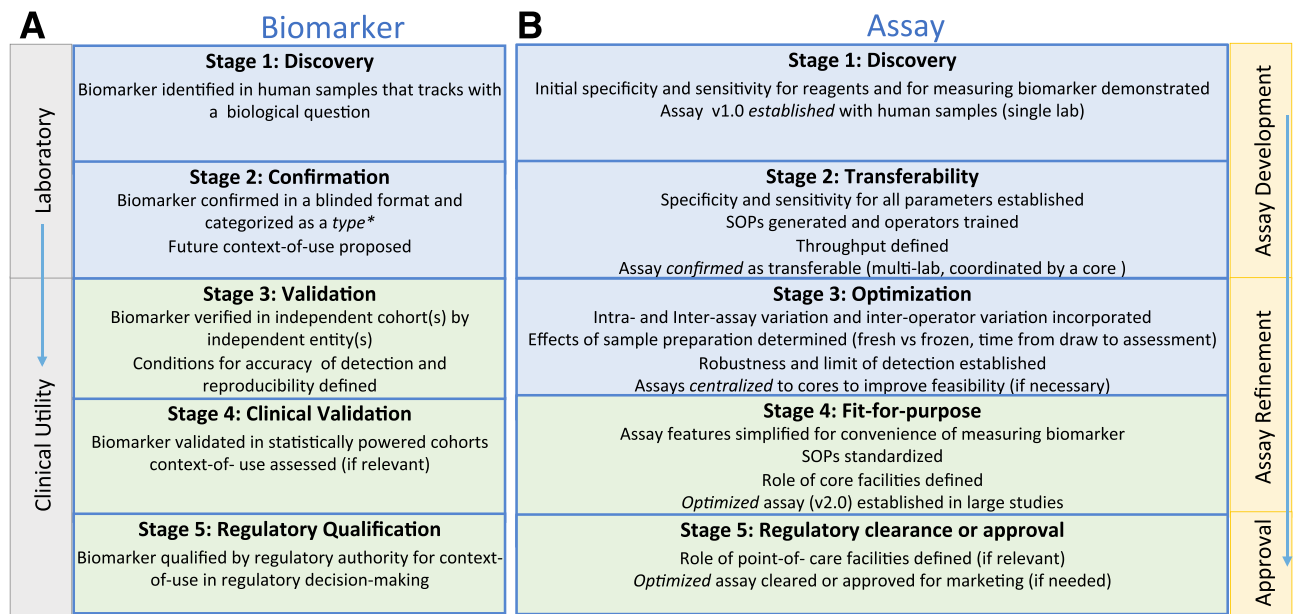 A
Biomarker
Laboratory
Clinical Utility
Stage 1: Discovery
Biomarker identified in human samples that tracks with
a biological question
Stage 2: Confirmation
Biomarker confirmed in a blinded format and
categorized as a type*
Future context-of-use proposed
Stage 3: Validation
Biomarker verified in independent cohort(s) by
independent entity(s)
Conditions for accuracy of detection and
reproducibility defined
Stage 4: Clinical Validation
Biomarker validated in statistically powered cohorts
context-of- use assessed (if relevant)
Stage 5: Regulatory Qualification
Biomarker qualified by regulatory authority for context-
of-use in regulatory decision-making
B
Assay
Stage 1: Discovery
Initial specificity and sensitivity for reagents and for measuring biomarker demonstrated
Assay v1.0 established with human samples (single lab)
Stage 2: Transferability
Specificity and sensitivity for all parameters established
SOPs generated and operators trained
Throughput defined
Assay confirmed as transferable (multi-lab, coordinated by a core )
Stage 3: Optimization
Intra- and Inter-assay variation and inter-operator variation incorporated
Effects of sample preparation determined (fresh vs frozen, time from draw to assessment)
Robustness and limit of detection established
Assays centralized to cores to improve feasibility (if necessary)
Stage 4: Fit-for-purpose
Assay features simplified for convenience of measuring biomarker
SOPs standardized
Role of core facilities defined
Optimized assay (v2.0) established in large studies
Stage 5: Regulatory clearance or approval
Role of point-of- care facilities defined (if relevant)
Optimized assay cleared or approved for marketing (if needed)
Assay Development
Assay Refinement
Approval